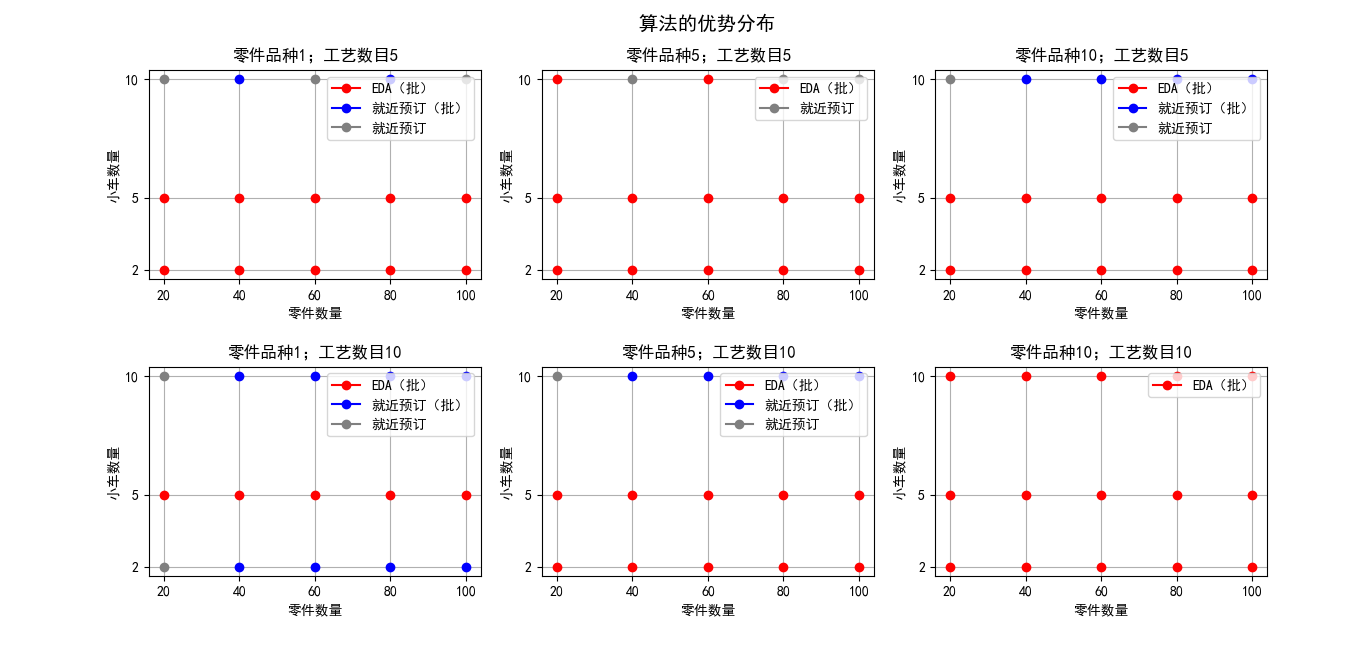 算法的优势分布
零件品种1；工艺数目5
EDA（批）
就近预订（批）
就近预订
10
5
2
小车数量
20 40 60 80 100
零件数量
零件品种5；工艺数目5
EDA（批）
就近预订
10
5
2
小车数量
20 40 60 80 100
零件数量
零件品种10；工艺数目5
EDA（批）
就近预订（批）
就近预订
10
5
2
小车数量
20 40 60 80 100
零件数量
零件品种1；工艺数目10
EDA（批）
就近预订（批）
就近预订
10
5
2
小车数量
20 40 60 80 100
零件数量
零件品种5；工艺数目10
EDA（批）
就近预订（批）
就近预订
10
5
2
小车数量
20 40 60 80 100
零件数量
零件品种10；工艺数目10
EDA（批）
10
5
2
小车数量
20 40 60 80 100
零件数量